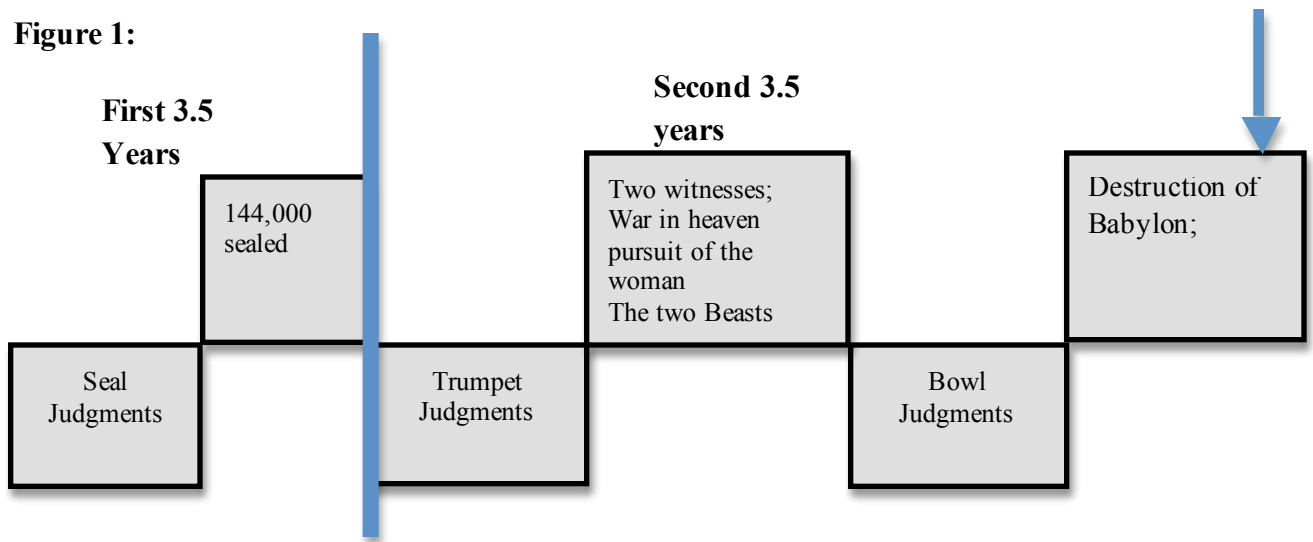 Figure 1:
First 3.5
Years
Second 3.5
years
144,000
sealed
Two witnesses;
War in heaven
pursuit of the
woman
The two Beasts
Destruction of
Babylon;
Seal
Judgments
Trumpet
Judgments
Bowl
Judgments